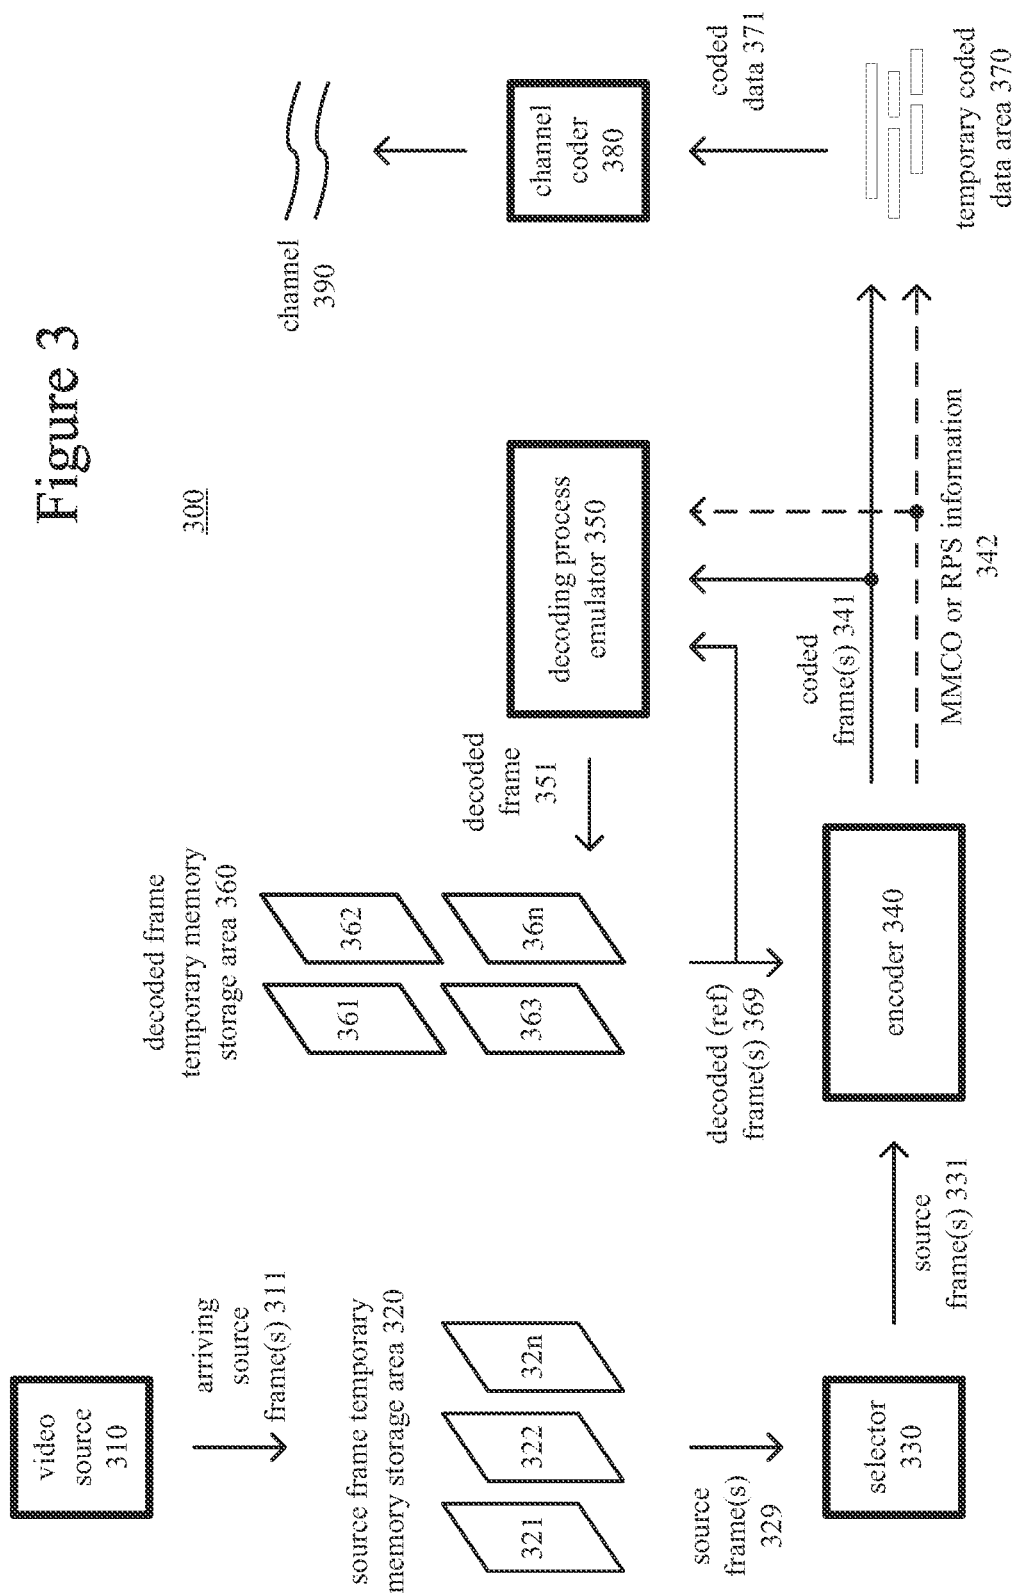 Figure 3
300
video
source
310
arriving
source
frame(s) 311
source frame temporary
memory storage area 320
321
322
32n
source
frame(s)
329
selector
330
source
frame(s) 331
decoded frame
temporary memory
storage area 360
361
362
363
36n
decoded
frame
351
decoded (ref)
frame(s) 369
encoder 340
decoding process
emulator 350
coded
frame(s) 341
MMCO or RPS information
342
channel
390
channel
coder
380
coded
data 371
temporary coded
data area 370